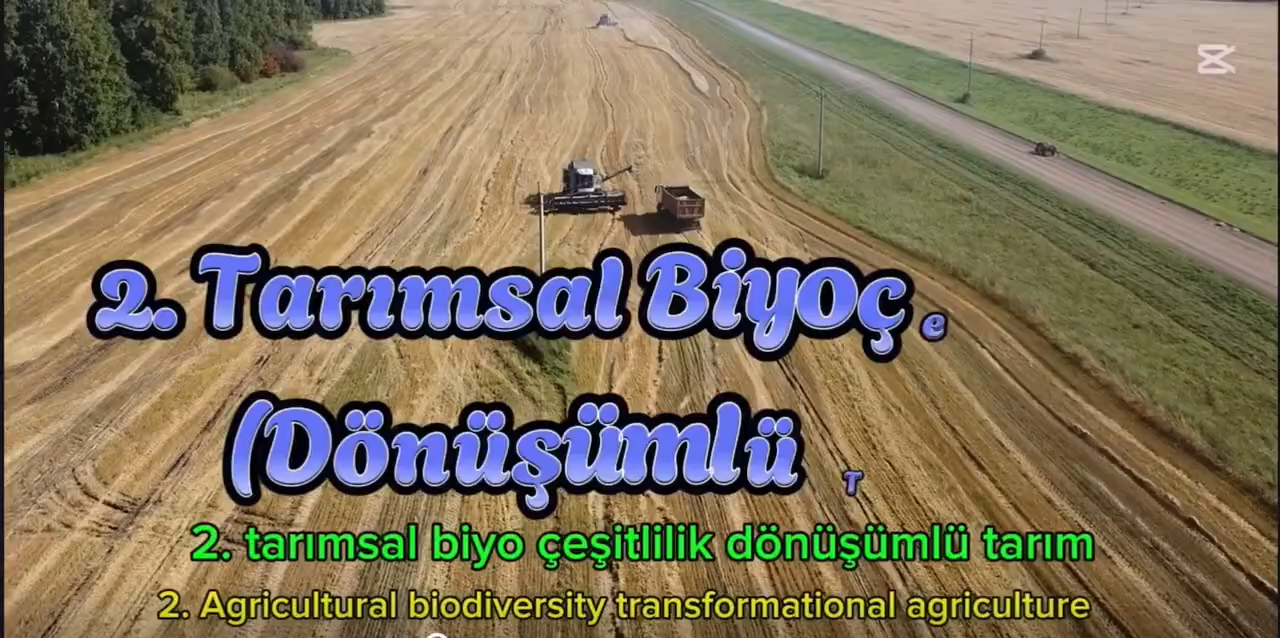 2. Tarımsal Biyoç e
(Dönüşümlü T
2. tarımsal biyo çeşitlilik dönüşümlü tarım
2. Agricultural biodiversity transformational agriculture